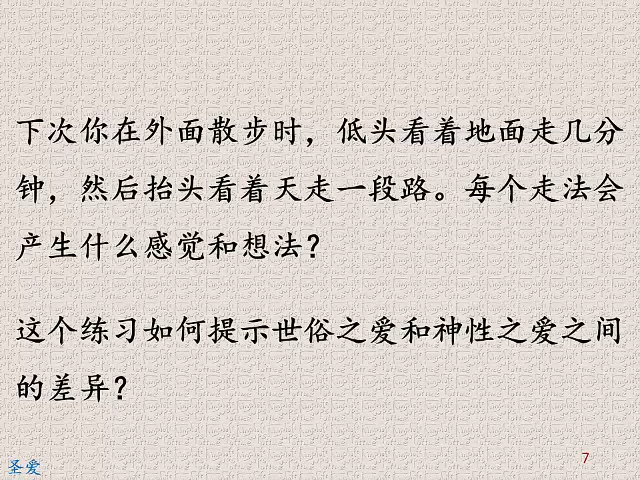 下次你在外面散步时，低头看着地面走几分
钟，然后抬头看着天走一段路。每个走法会
产生什么感觉和想法？
这个练习如何提示世俗之爱和神性之爱之间
的差异？
圣爱
7